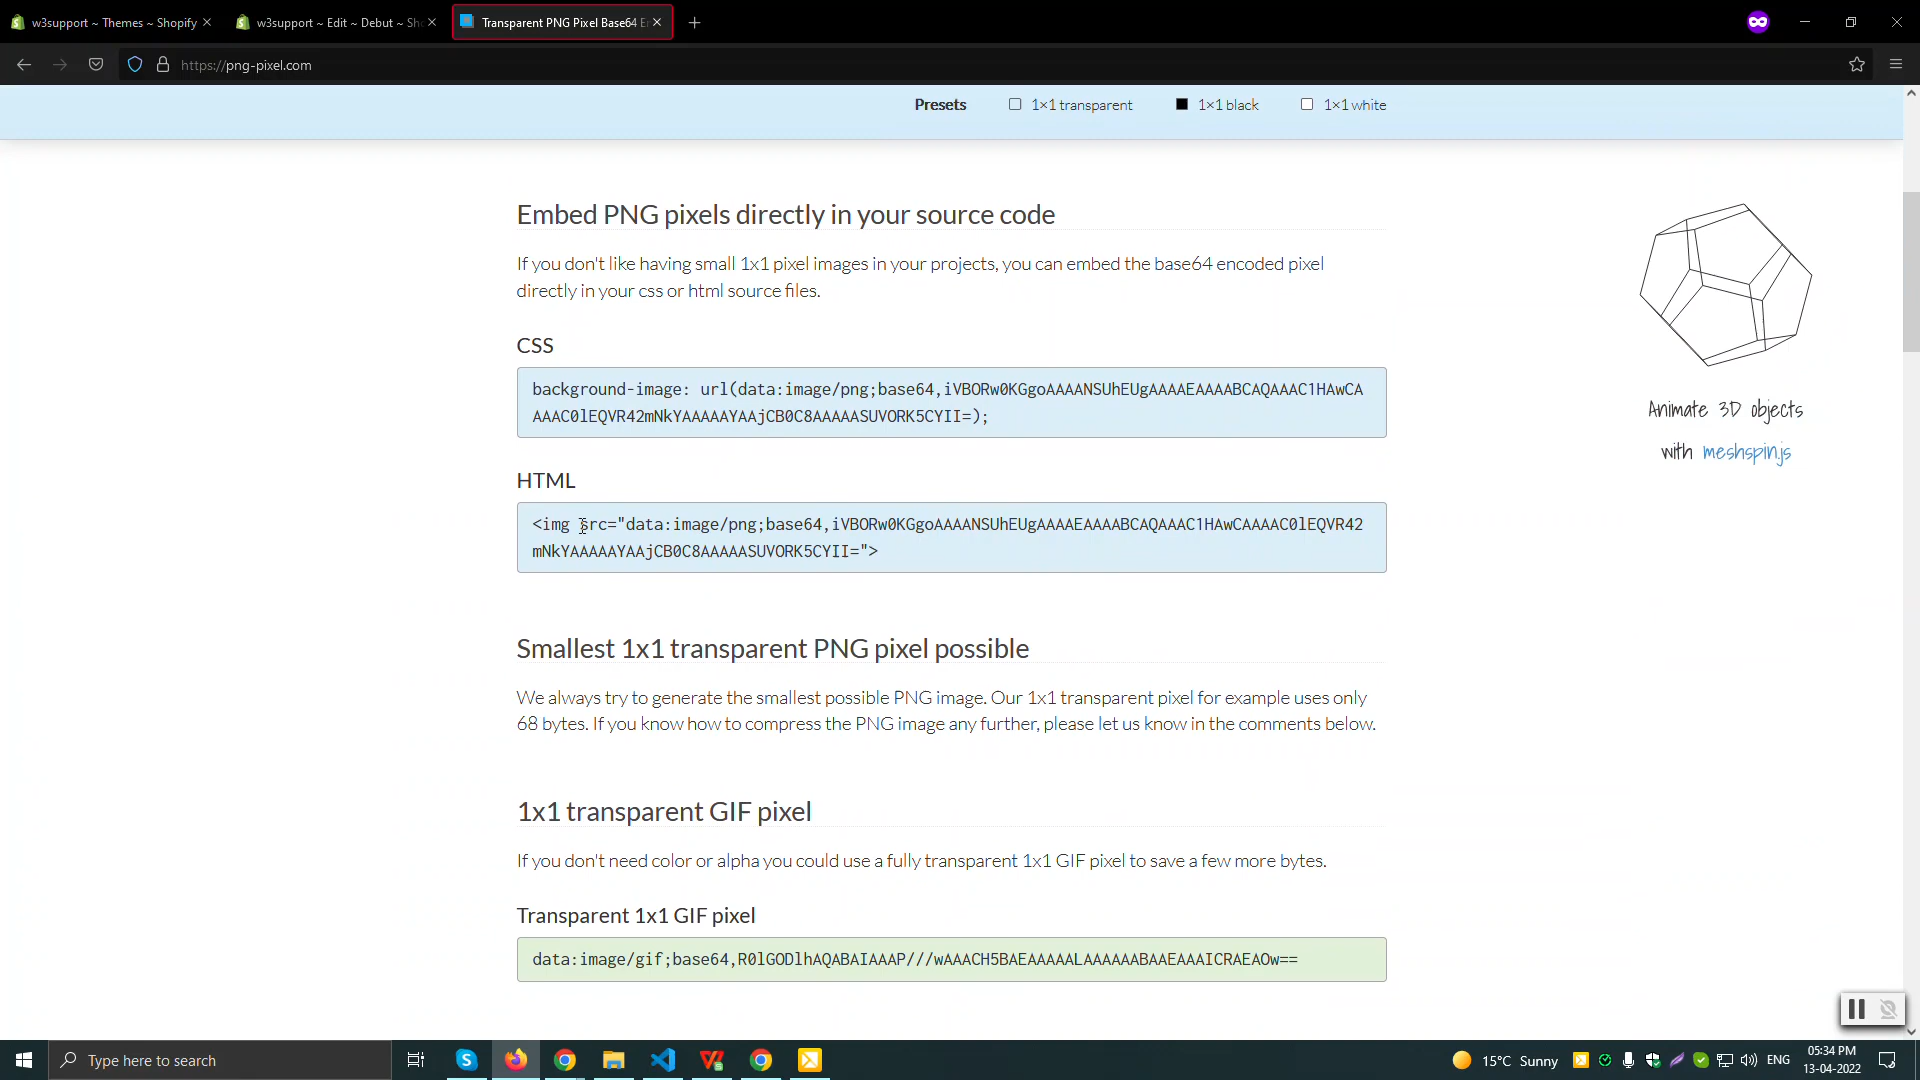 w3support ~ Themes ~ Shopify
w3support ~ Edit ~ Debut ~ Sh
Transparent PNG Pixel Base64 E
https://png-pixel.com
Presets 1×1 transparent 1×1 black 1×1 white
Embed PNG pixels directly in your source code
If you don't like having small 1x1 pixel images in your projects, you can embed the base64 encoded pixel
directly in your css or html source files.
CSS
background-image: url(data:image/png;base64,iVBORw0KGgoAAAANSUhEUgAAAAEAAAABCAQAAAC1HAwCA
AAAC0lEQVR42mNkYAAAAAYAAjCB0C8AAAAASUVORK5CYII=);
HTML
<img src="data:image/png;base64,iVBORw0KGgoAAAANSUhEUgAAAAEAAAABCAQAAAC1HAwCAAAAC0lEQVR42
mNkYAAAAAYAAjCB0C8AAAAASUVORK5CYII=">
Smallest 1x1 transparent PNG pixel possible
We always try to generate the smallest possible PNG image. Our 1x1 transparent pixel for example uses only
68 bytes. If you know how to compress the PNG image any further, please let us know in the comments below.
1x1 transparent GIF pixel
If you don't need color or alpha you could use a fully transparent 1x1 GIF pixel to save a few more bytes.
Transparent 1x1 GIF pixel
data:image/gif;base64,R0lGODlhAQABAIAAAP///wAAACH5BAEAAAAALAAAAAABAAEAAAICRAEAOw==
Animate 3D objects
with meshspin.js
Type here to search
15°C Sunny
ENG
05:34 PM
13-04-2022